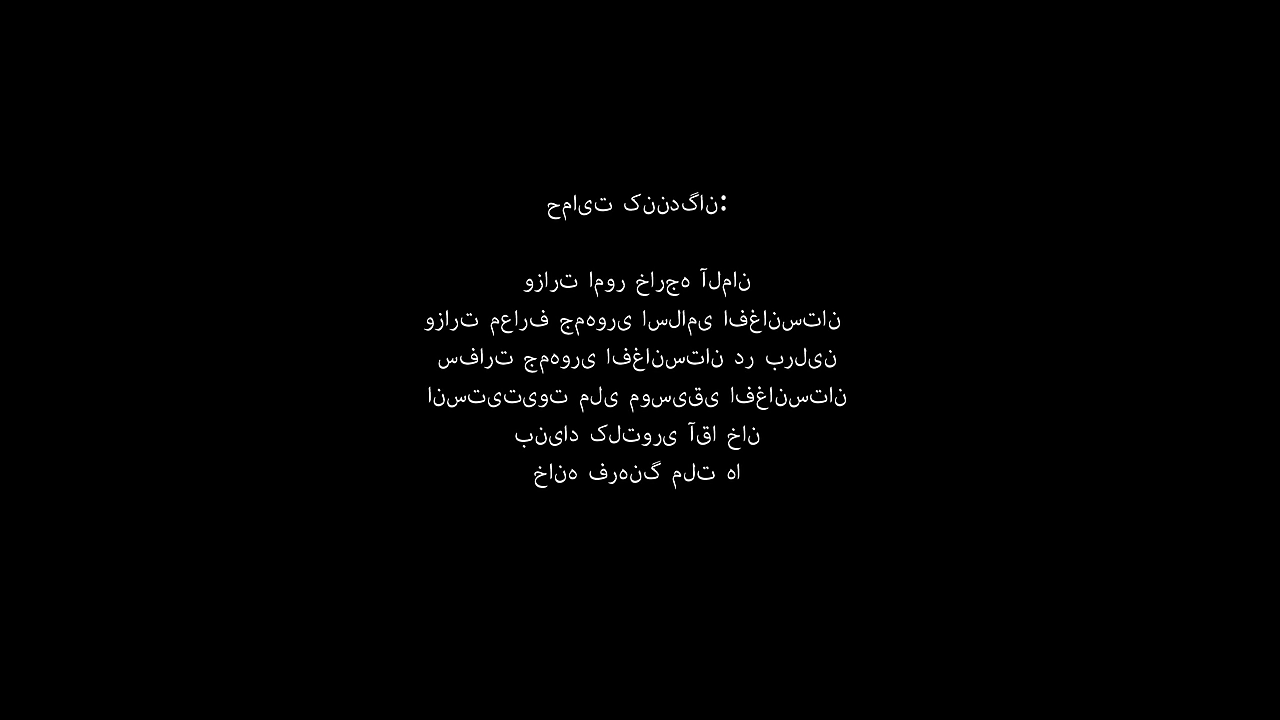 حمایت کنندگان:
وزارت امور خارجه آلمان
وزارت معارف جمهوری اسلامی افغانستان
سفارت جمهوری افغانستان در برلین
انستیتیوت ملی موسیقی افغانستان
بنیاد کلتوری آقا خان
خانه فرهنگ ملت ها